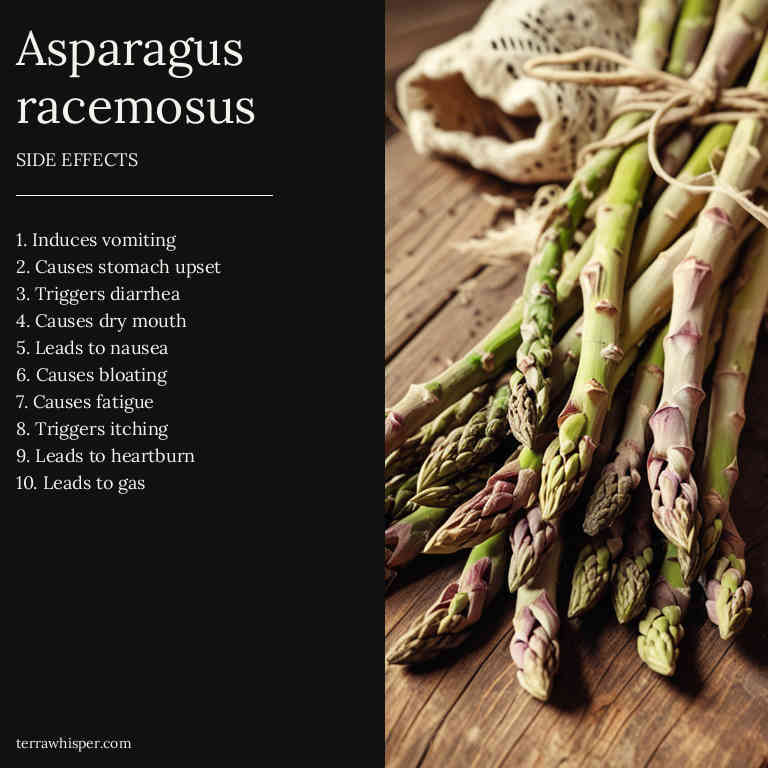 Asparagus
racemosus
SIDE EFFECTS
1. Induces vomiting
2. Causes stomach upset
3. Triggers diarrhea
4. Causes dry mouth
5. Leads to nausea
6. Causes bloating
7. Causes fatigue
8. Triggers itching
9. Leads to heartburn
10. Leads to gas
terrawhisper.com